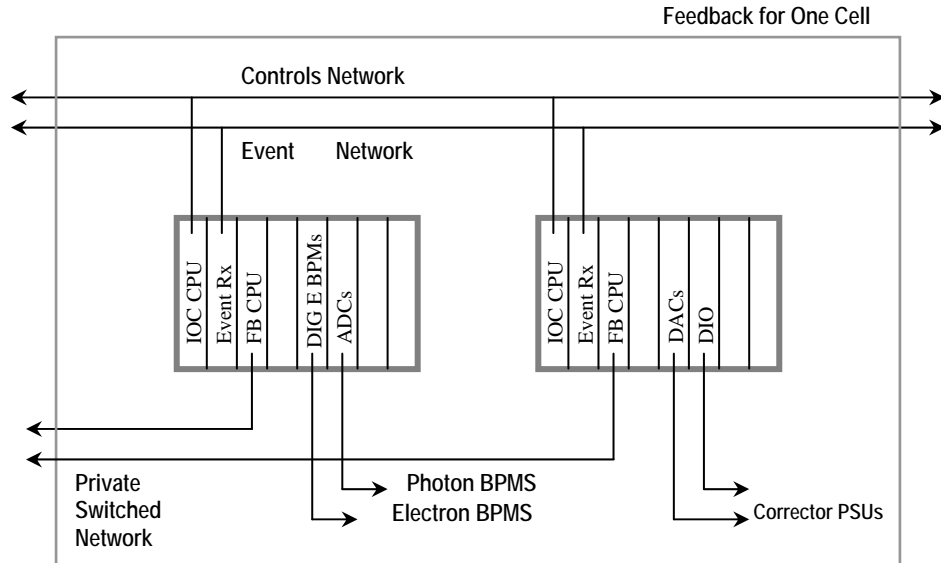 Feedback for One Cell
Controls Network
Event Network
IOC CPU
Event Rx
FB CPU
DIG E BPMs
ADCs
IOC CPU
Event Rx
FB CPU
DACs
DIO
Private
Switched
Network
Photon BPMS
Electron BPMS
Corrector PSUs